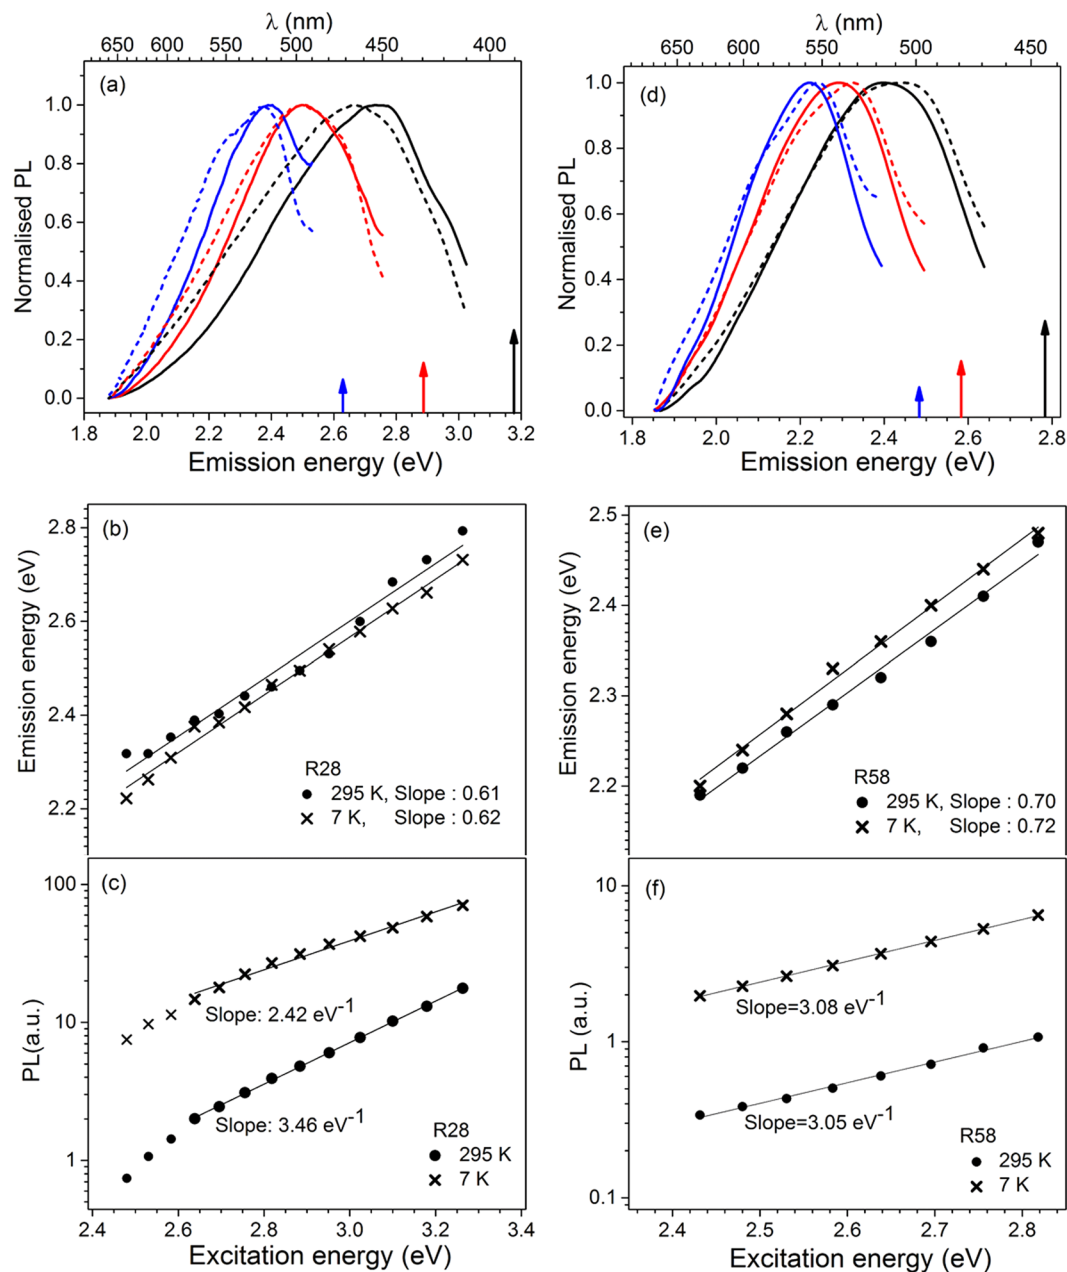 λ (nm)
650 600 550 500 450 400
(a)
Normalised PL
1.0
0.8
0.6
0.4
0.2
0.0
1.8 2.0 2.2 2.4 2.6 2.8 3.0 3.2
Emission energy (eV)
λ (nm)
650 600 550 500 440
(d)
Normalised PL
1.0
0.8
0.6
0.4
0.2
0.0
1.8 2.0 2.2 2.4 2.6 2.8
Emission energy (eV)
(b)
Emission energy (eV)
2.8
2.6
2.4
2.2
R28
295 K, Slope : 0.61
7 K, Slope : 0.62
(e)
Emission energy (eV)
2.5
2.4
2.3
2.2
R58
295 K, Slope : 0.70
7 K, Slope : 0.72
(c)
PL(a.u.)
100
10
1
Slope: 2.42 eV⁻¹
Slope: 3.46 eV⁻¹
R28
295 K
7 K
2.4 2.6 2.8 3.0 3.2 3.4
Excitation energy (eV)
(f)
PL (a.u.)
10
1
0.1
Slope=3.08 eV⁻¹
Slope=3.05 eV⁻¹
R58
295 K
7 K
2.4 2.5 2.6 2.7 2.8
Excitation energy (eV)